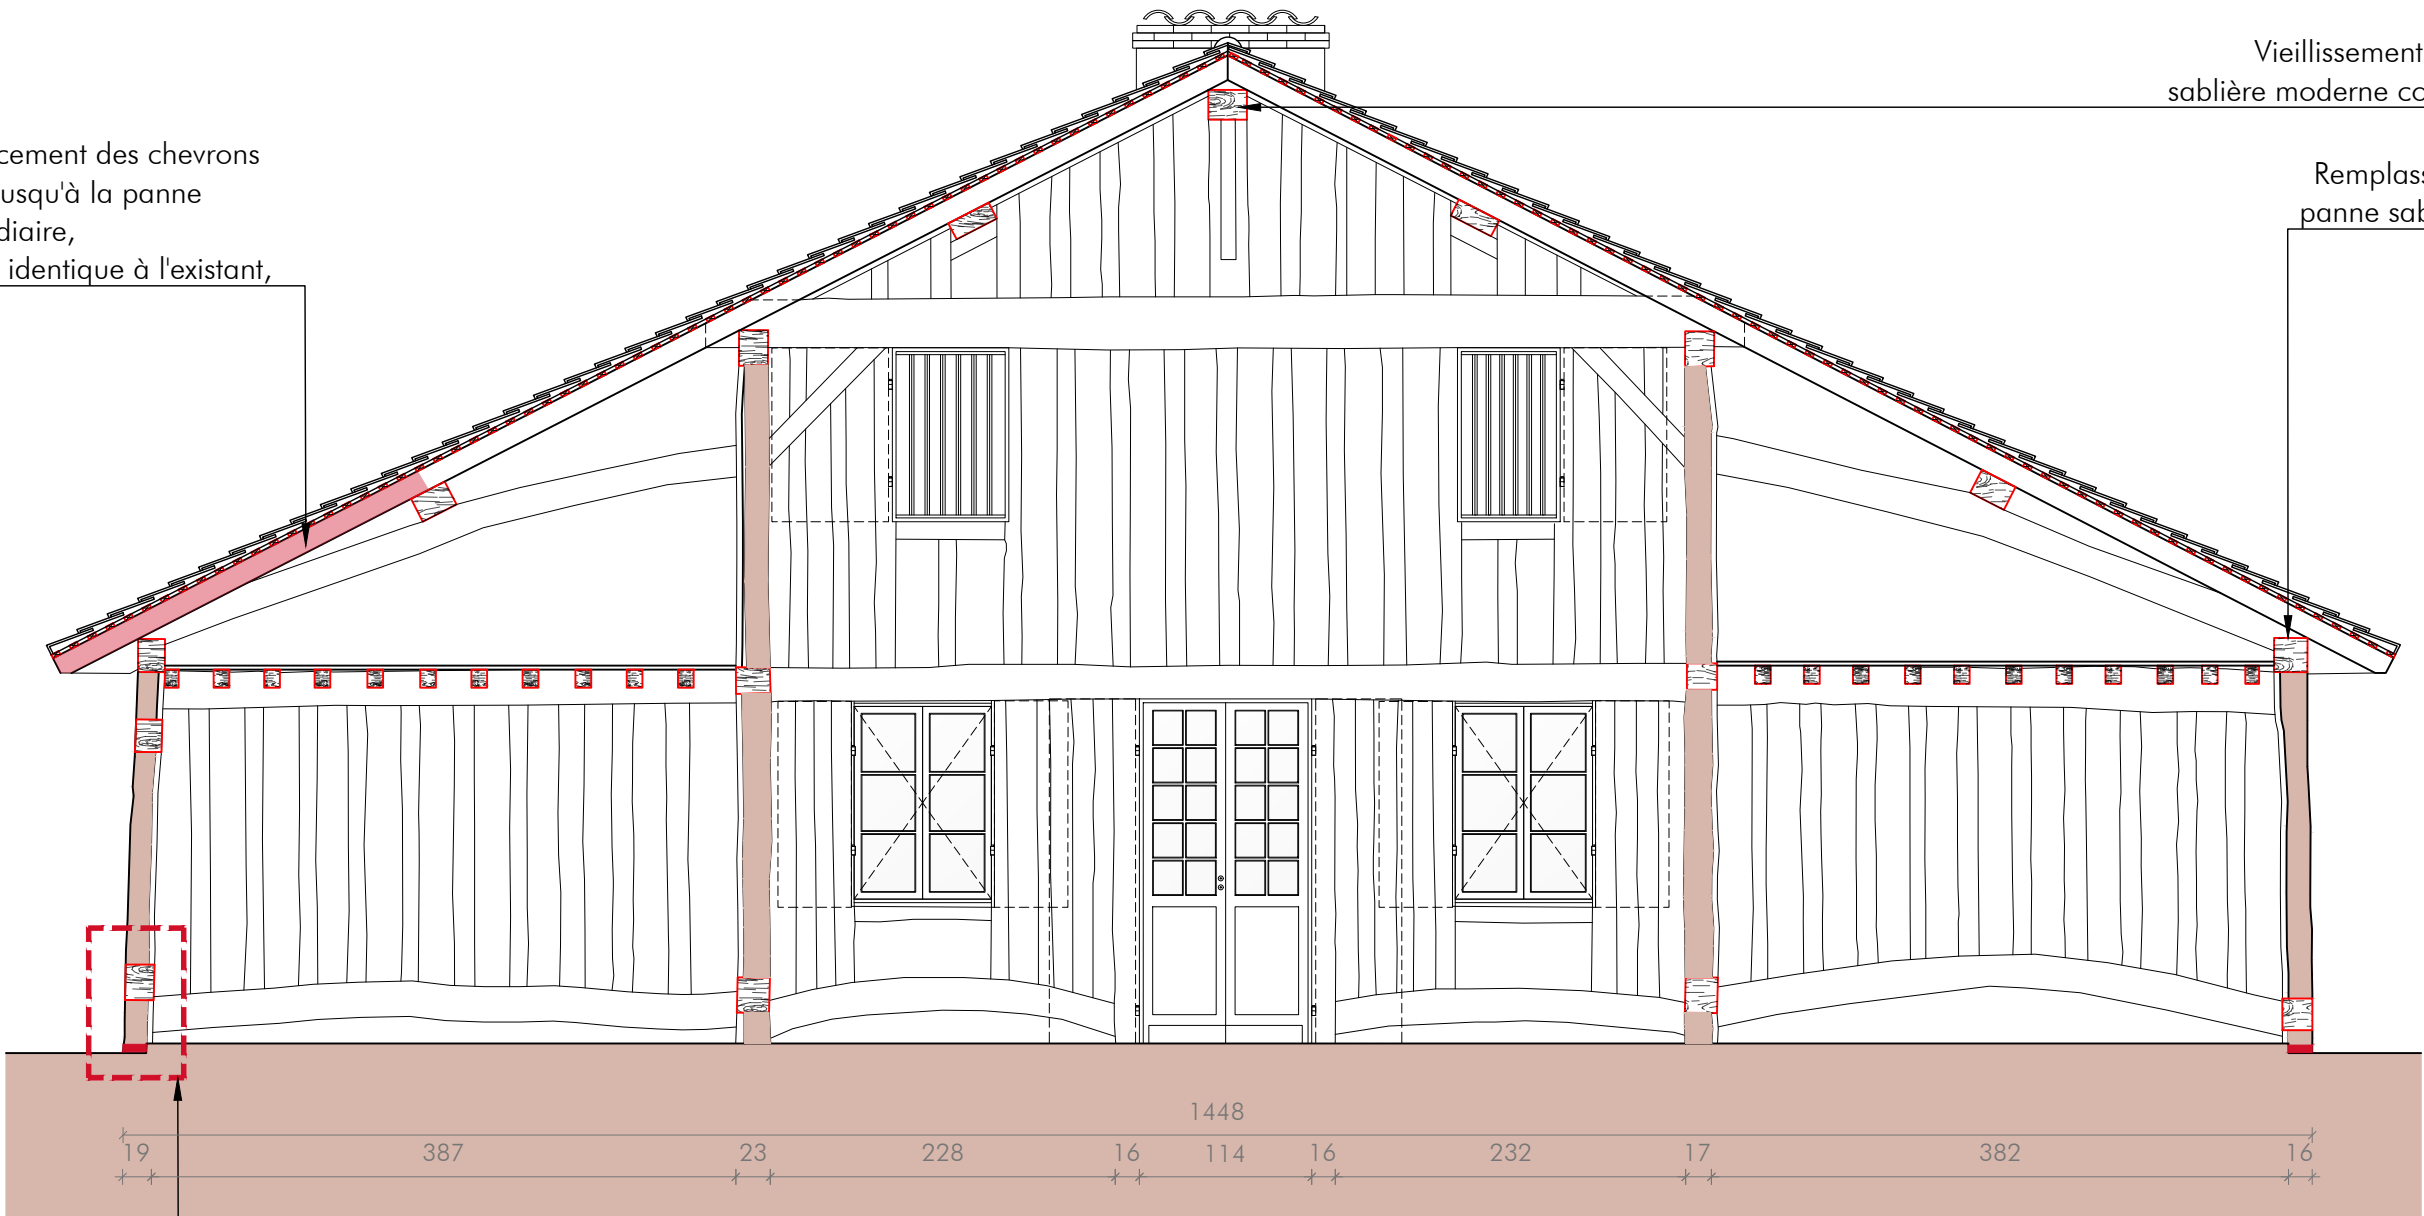 Vieillissement
sablière moderne co
cement des chevrons
usqu'à la panne
diaire,
identique à l'existant,
Remplass
panne sab
1448
19 387 23 228 16 114 16 232 17 382 16